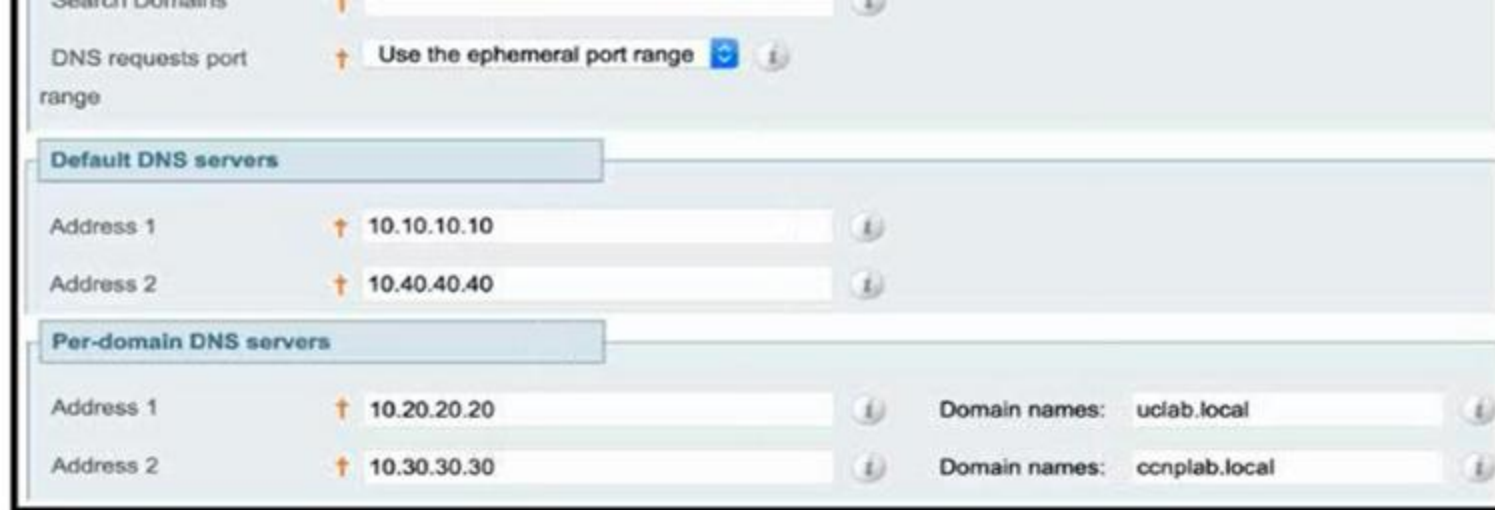 Search Domains
DNS requests port range
Use the ephemeral port range
Default DNS servers
Address 1 10.10.10.10
Address 2 10.40.40.40
Per-domain DNS servers
Address 1 10.20.20.20 Domain names: uclab.local
Address 2 10.30.30.30 Domain names: ccnplab.local